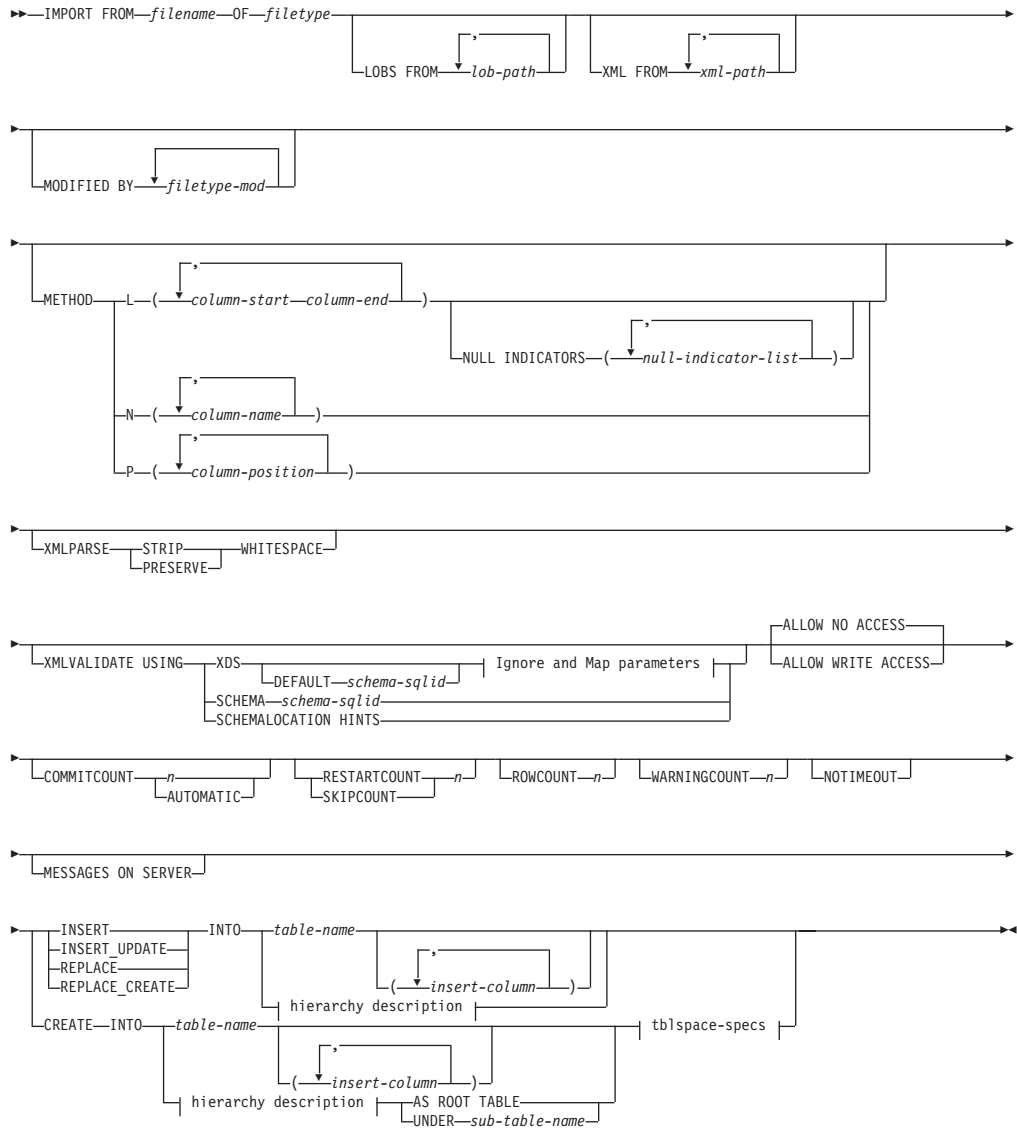 IMPORT FROM filename OF filetype
,
,
LOBS FROM lob-path
XML FROM xml-path
MODIFIED BY filetype-mod
,
METHOD L ( column-start column-end )
,
NULL INDICATORS ( null-indicator-list )
,
N ( column-name )
,
P ( column-position )
XMLPARSE STRIP WHITESPACE
PRESERVE
ALLOW NO ACCESS
XMLVALIDATE USING XDS Ignore and Map parameters ALLOW WRITE ACCESS
DEFAULT schema-sqlid
SCHEMA schema-sqlid
SCHEMALOCATION HINTS
COMMITCOUNT n RESTARTCOUNT n ROWCOUNT n WARNINGCOUNT n NOTIMEOUT
AUTOMATIC SKIPCOUNT
MESSAGES ON SERVER
INSERT INTO table-name
INSERT_UPDATE ,
REPLACE
REPLACE_CREATE ( insert-column )
hierarchy description
CREATE INTO table-name tblspace-specs
,
( insert-column )
hierarchy description AS ROOT TABLE
UNDER sub-table-name